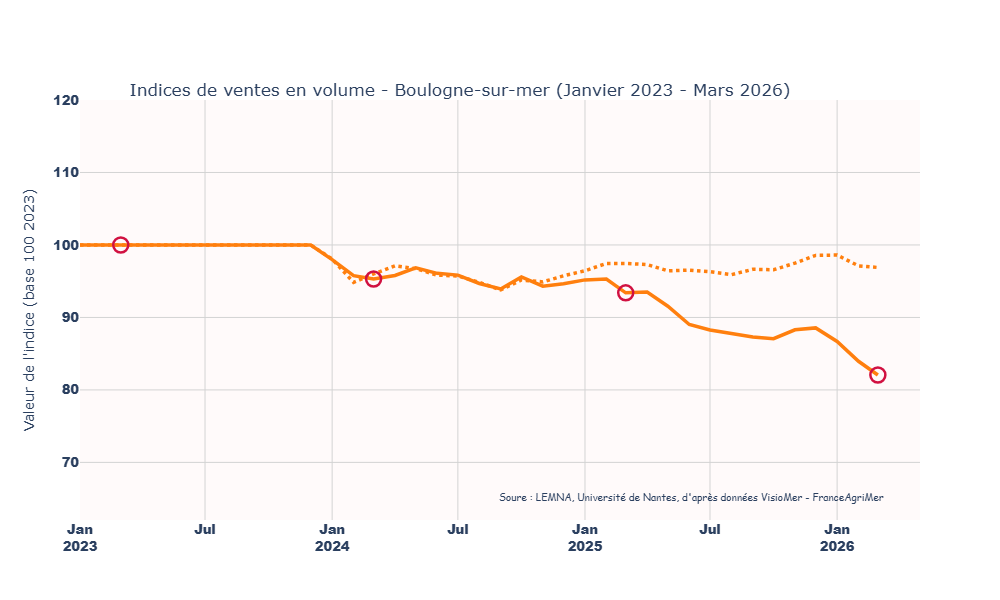 Indices de ventes en volume - Boulogne-sur-mer (Janvier 2023 - Mars 2026)
Valeur de l'indice (base 100 2023)
120
110
100
90
80
70
Soure : LEMNA, Université de Nantes, d'après données VisioMer - FranceAgriMer
Jan
2023
Jul
Jan
2024
Jul
Jan
2025
Jul
Jan
2026